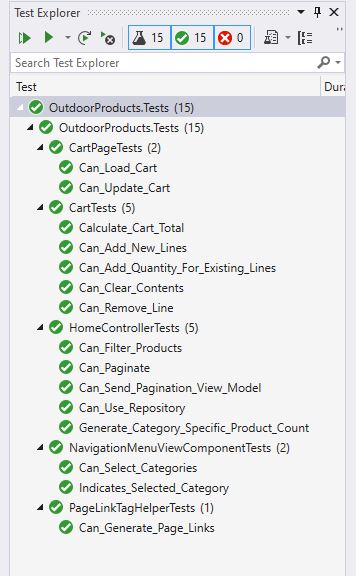 Test Explorer
15 15 0
Search Test Explorer
Test Dura
OutdoorProducts.Tests (15)
OutdoorProducts.Tests (15)
CartPageTests (2)
Can_Load_Cart
Can_Update_Cart
CartTests (5)
Calculate_Cart_Total
Can_Add_New_Lines
Can_Add_Quantity_For_Existing_Lines
Can_Clear_Contents
Can_Remove_Line
HomeControllerTests (5)
Can_Filter_Products
Can_Paginate
Can_Send_Pagination_View_Model
Can_Use_Repository
Generate_Category_Specific_Product_Count
NavigationMenuViewComponentTests (2)
Can_Select_Categories
Indicates_Selected_Category
PageLinkTagHelperTests (1)
Can_Generate_Page_Links